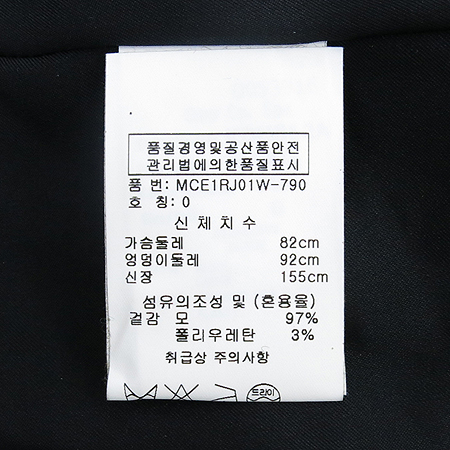 품질경영및공산품안전
관리법에의한품질표시
품 번: MCE1RJ01W-790
호 칭: 0
신 체 치 수
가슴둘레 82cm
엉덩이둘레 92cm
신장 155cm
섬유의조성 및 (혼용율)
겉감 모 97%
폴리우레탄 3%
취급상 주의사항
드라이